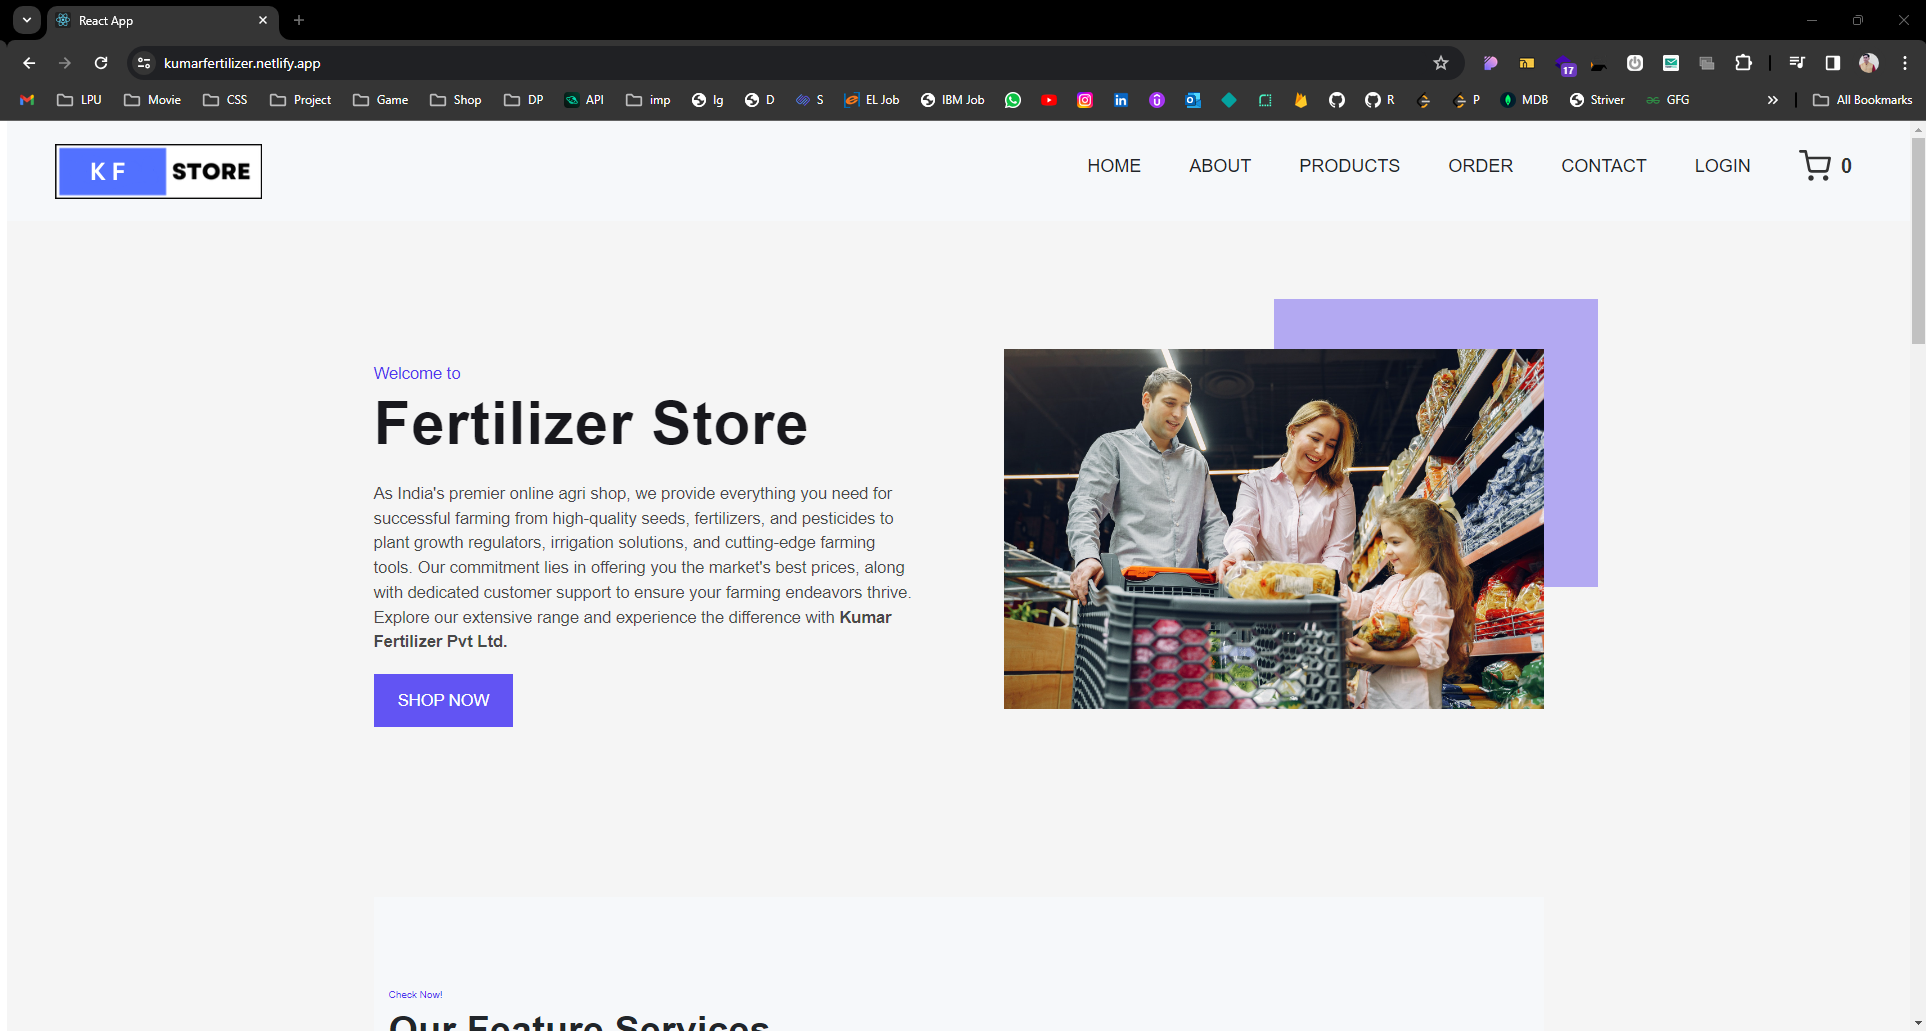 React App
kumarfertilizer.netlify.app
17
LPU
Movie
CSS
Project
Game
Shop
DP
API
imp
Ig
D
S
EL Job
IBM Job
R
P
MDB
Striver
GFG
All Bookmarks
K F STORE
HOME
ABOUT
PRODUCTS
ORDER
CONTACT
LOGIN
0
Welcome to
Fertilizer Store
As India's premier online agri shop, we provide everything you need for
successful farming from high-quality seeds, fertilizers, and pesticides to
plant growth regulators, irrigation solutions, and cutting-edge farming
tools. Our commitment lies in offering you the market's best prices, along
with dedicated customer support to ensure your farming endeavors thrive.
Explore our extensive range and experience the difference with Kumar
Fertilizer Pvt Ltd.
SHOP NOW
Check Now!
Our Feature Services